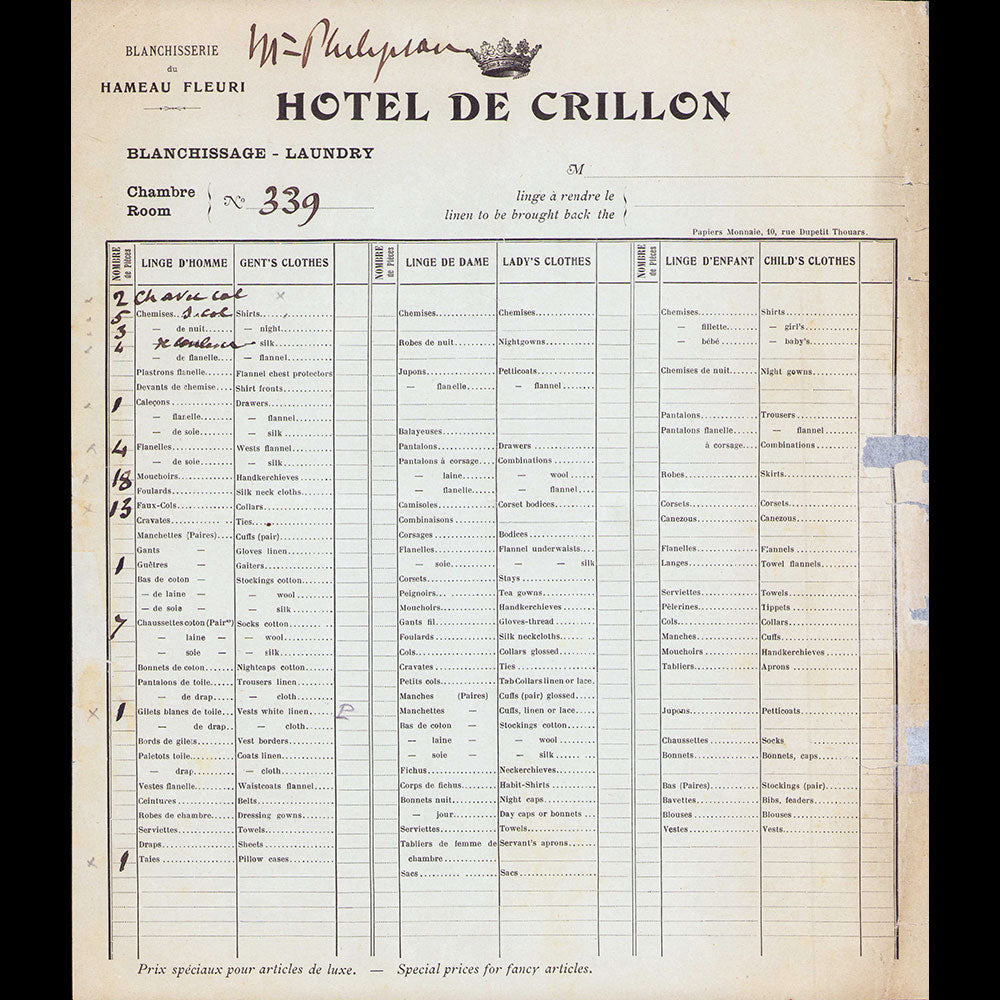 BLANCHISSERIE
du
HAMEAU FLEURI
HOTEL DE CRILLON
BLANCHISSAGE - LAUNDRY
M
Chambre
Room
No 339
linge à rendre le
linen to be brought back the
Papiers Monnaie, 10, rue Dupetit Thouars.
NOMBRE de Pièces LINGE D'HOMME GENT'S CLOTHES
2 Ch avec col
5 Chemises S. col Shirts
3 — de nuit — night
4 — silk
— de flanelle — flannel
Plastrons flanelle Flannel chest protectors
Devants de chemise Shirt fronts
1 Caleçons Drawers
— flanelle — flannel
— de soie — silk
4 Flanelles Wests flannel
— de soie — silk
18 Mouchoirs Handkerchieves
Foulards Silk neck cloths
13 Faux-Cols Collars
Cravates Ties
Manchettes (Paires) Cuffs (pair)
Gants — Gloves linen
1 Guêtres — Gaiters
Bas de coton — Stockings cotton
— de laine — — wool
— de soie — — silk
7 Chaussettes coton (Pair es) Socks cotton
— laine — — wool
— soie — — silk
Bonnets de coton Nightcaps cotton
Pantalons de toile Trousers linen
— de drap — cloth
1 Gilets blancs de toile Vests white linen P
— de drap — cloth
Bords de gilets Vest borders
Paletots toile Coats linen
— drap — cloth
Vestes flanelle Waistcoats flannel
Ceintures Belts
Robes de chambre Dressing gowns
Serviettes Towels
Draps Sheets
1 Taies Pillow cases
NOMBRE de Pièces LINGE DE DAME LADY'S CLOTHES
Chemises Chemises
Robes de nuit Nightgowns
Jupons Petticoats
— flanelle — flannel
Balayeuses
Pantalons Drawers
Pantalons à corsage Combinations
— laine — wool
— flanelle — flannel
Camisoles Corset bodices
Combinaisons
Corsages Bodices
Flanelles Flannel underwaists
— soie — — silk
Corsets Stays
Peignoirs Tea gowns
Mouchoirs Handkerchieves
Gants fil Gloves-thread
Foulards Silk neckcloths
Cols Collars glossed
Cravates Ties
Petits cols Tab Collars linen or lace
Manches (Paires) Cuffs (pair) glossed
Manchettes — Cuffs, linen or lace
Bas de coton — Stockings cotton
— laine — — wool
— soie — — silk
Fichus Neckerchieves
Corps de fichus Habit-Shirts
Bonnets nuit Night caps
— jour Day caps or bonnets
Serviettes Towels
Tabliers de femme de Servant's aprons
chambre
Sacs Sacs
NOMBRE de Pièces LINGE D'ENFANT CHILD'S CLOTHES
Chemises Shirts
— fillette — girl's
— bébé — baby's
Chemises de nuit Night gowns
Pantalons Trousers
Pantalons flanelle — flannel
à corsage Combinations
Robes Skirts
Corsets Corsets
Canezous Canezous
Flanelles Flannels
Langes Towel flannels
Serviettes Towels
Pèlerines Tippets
Cols Collars
Manches Cuffs
Mouchoirs Handkerchieves
Tabliers Aprons
Jupons Petticoats
Chaussettes Socks
Bonnets Bonnets, caps
Bas (Paires) Stockings (pair)
Bavettes Bibs, feaders
Blouses Blouses
Vestes Vests
Prix spéciaux pour articles de luxe. — Special prices for fancy articles.